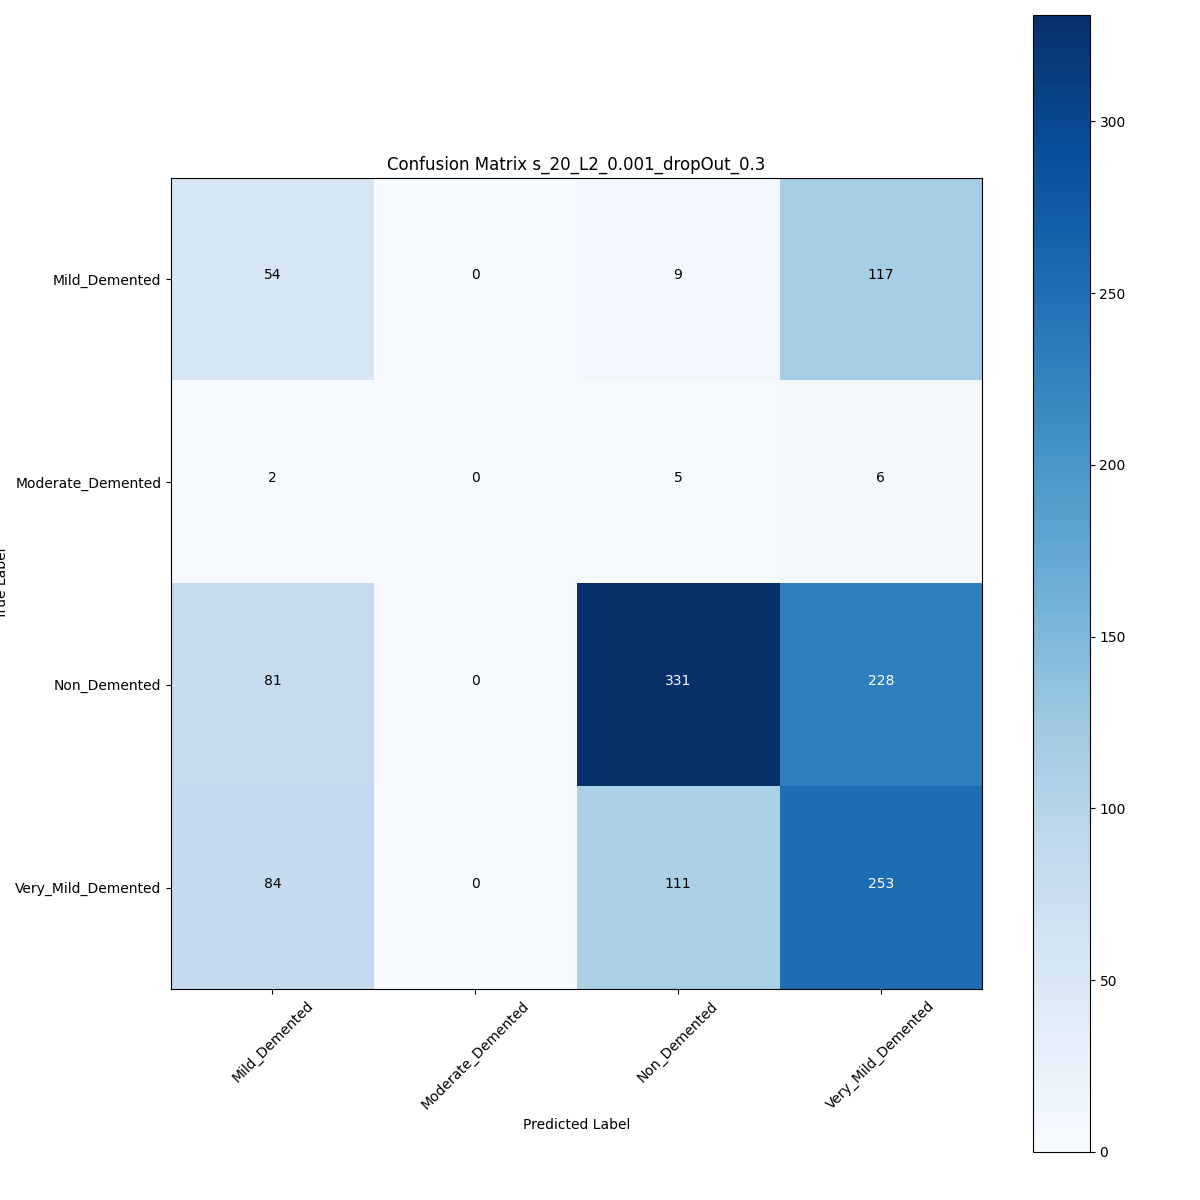 Confusion Matrix s_20_L2_0.001_dropOut_0.3
Mild_Demented
54 0 9 117
Moderate_Demented
2 0 5 6
Non_Demented
81 0 331 228
Very_Mild_Demented
84 0 111 253
Mild_Demented
Moderate_Demented
Non_Demented
Very_Mild_Demented
Predicted Label
True Label
300
250
200
150
100
50
0